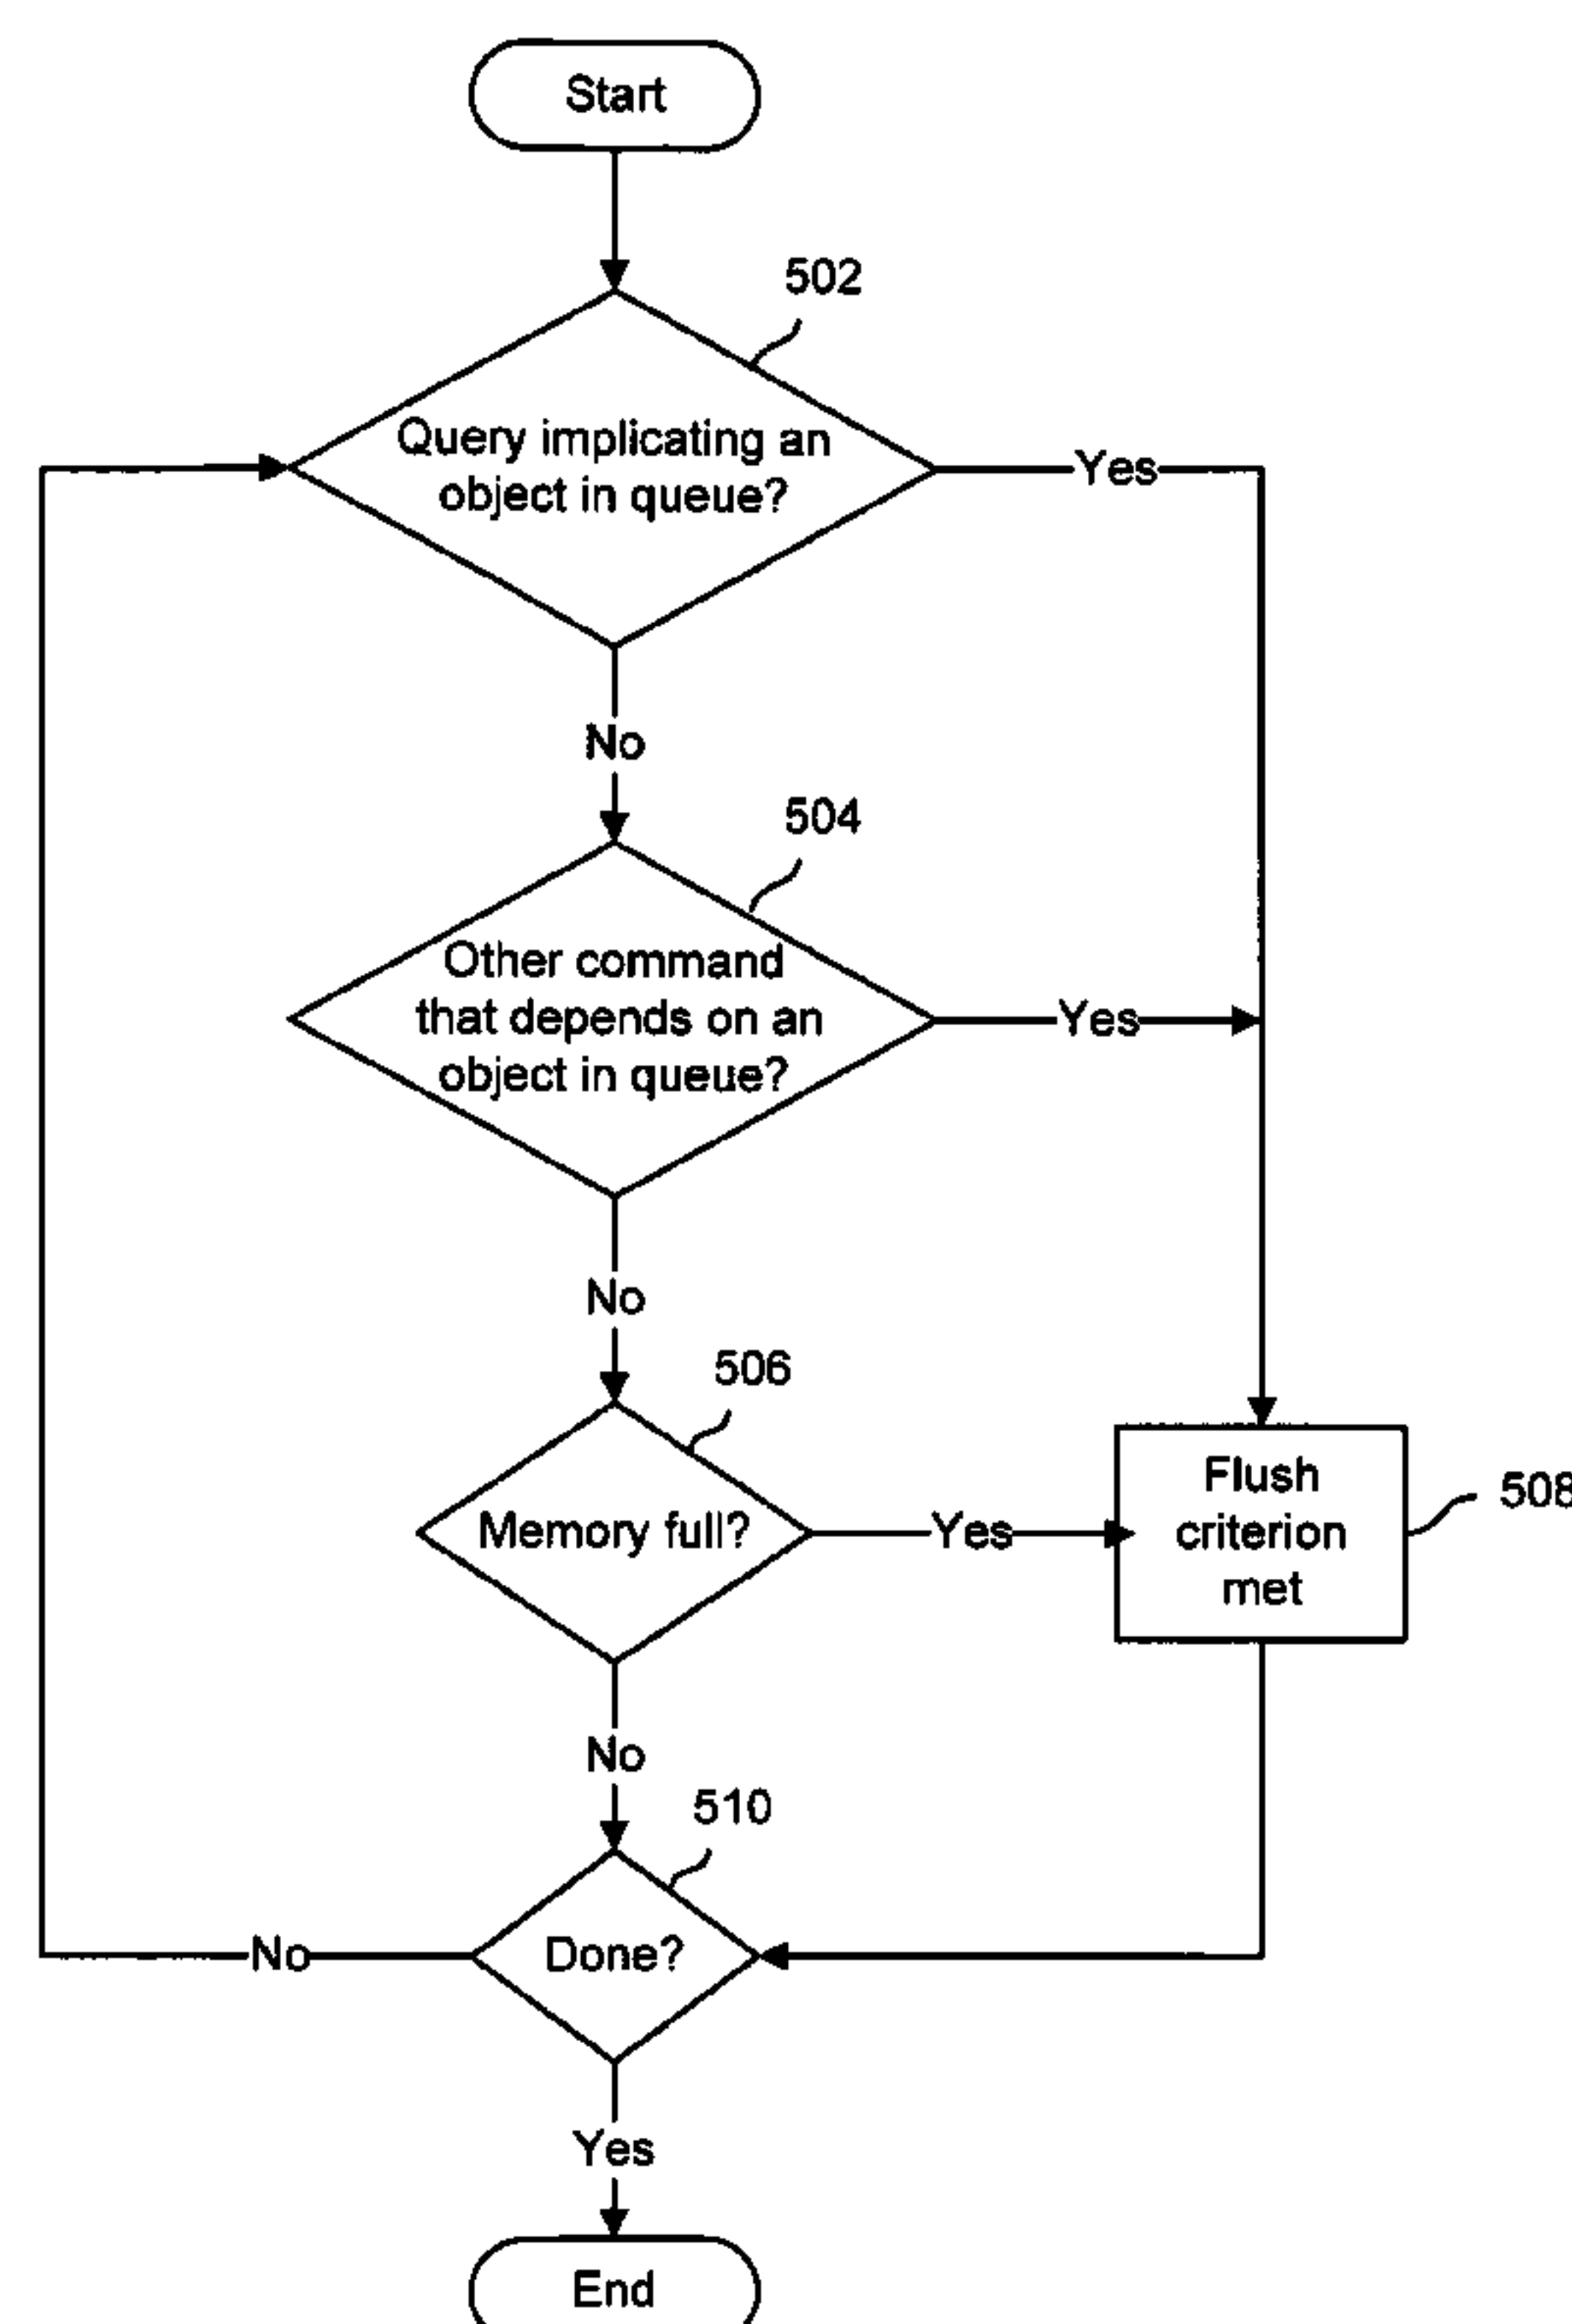 Start
502
Query implicating an
object in queue?
Yes
No
504
Other command
that depends on an
object in queue?
Yes
No
506
Memory full?
Yes
Flush
criterion
met
508
No
510
Done?
No
Yes
End